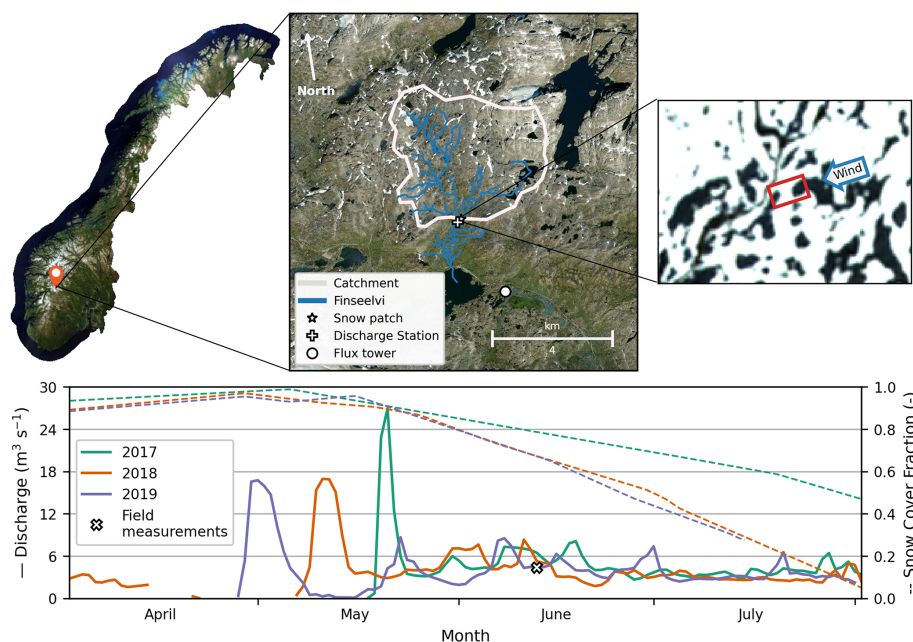 North
Wind
Catchment
Finseelvi
Snow patch
Discharge Station
Flux tower
km
4
30
24
18
12
6
0
— Discharge (m³ s⁻¹)
2017
2018
2019
Field
measurements
1.0
0.8
0.6
0.4
0.2
0.0
-- Snow Cover Fraction (-)
April
May
June
July
Month